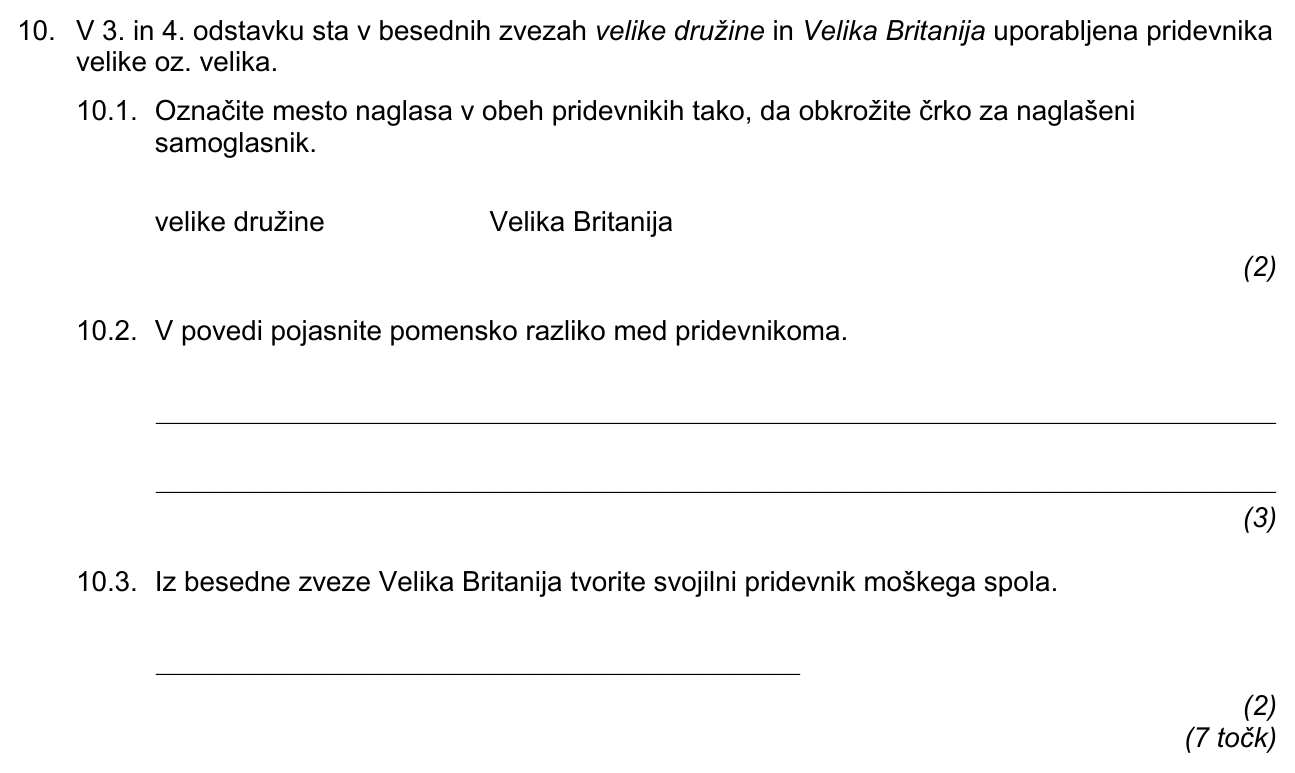 10. V 3. in 4. odstavku sta v besednih zvezah velike družine in Velika Britanija uporabljena pridevnika
velike oz. velika.
10.1. Označite mesto naglasa v obeh pridevnikih tako, da obkrožite črko za naglašeni
samoglasnik.
velike družine Velika Britanija
(2)
10.2. V povedi pojasnite pomensko razliko med pridevnikoma.
(3)
10.3. Iz besedne zveze Velika Britanija tvorite svojilni pridevnik moškega spola.
(2)
(7 točk)